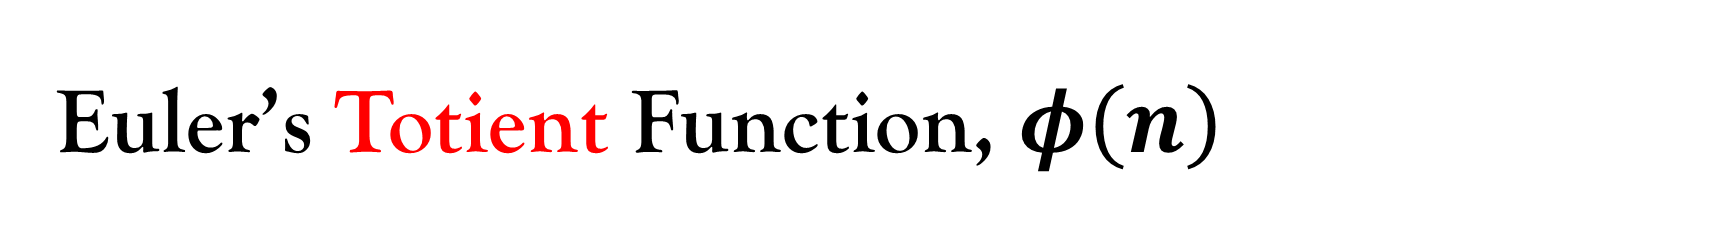 Euler’s Totient Function, ϕ(n)